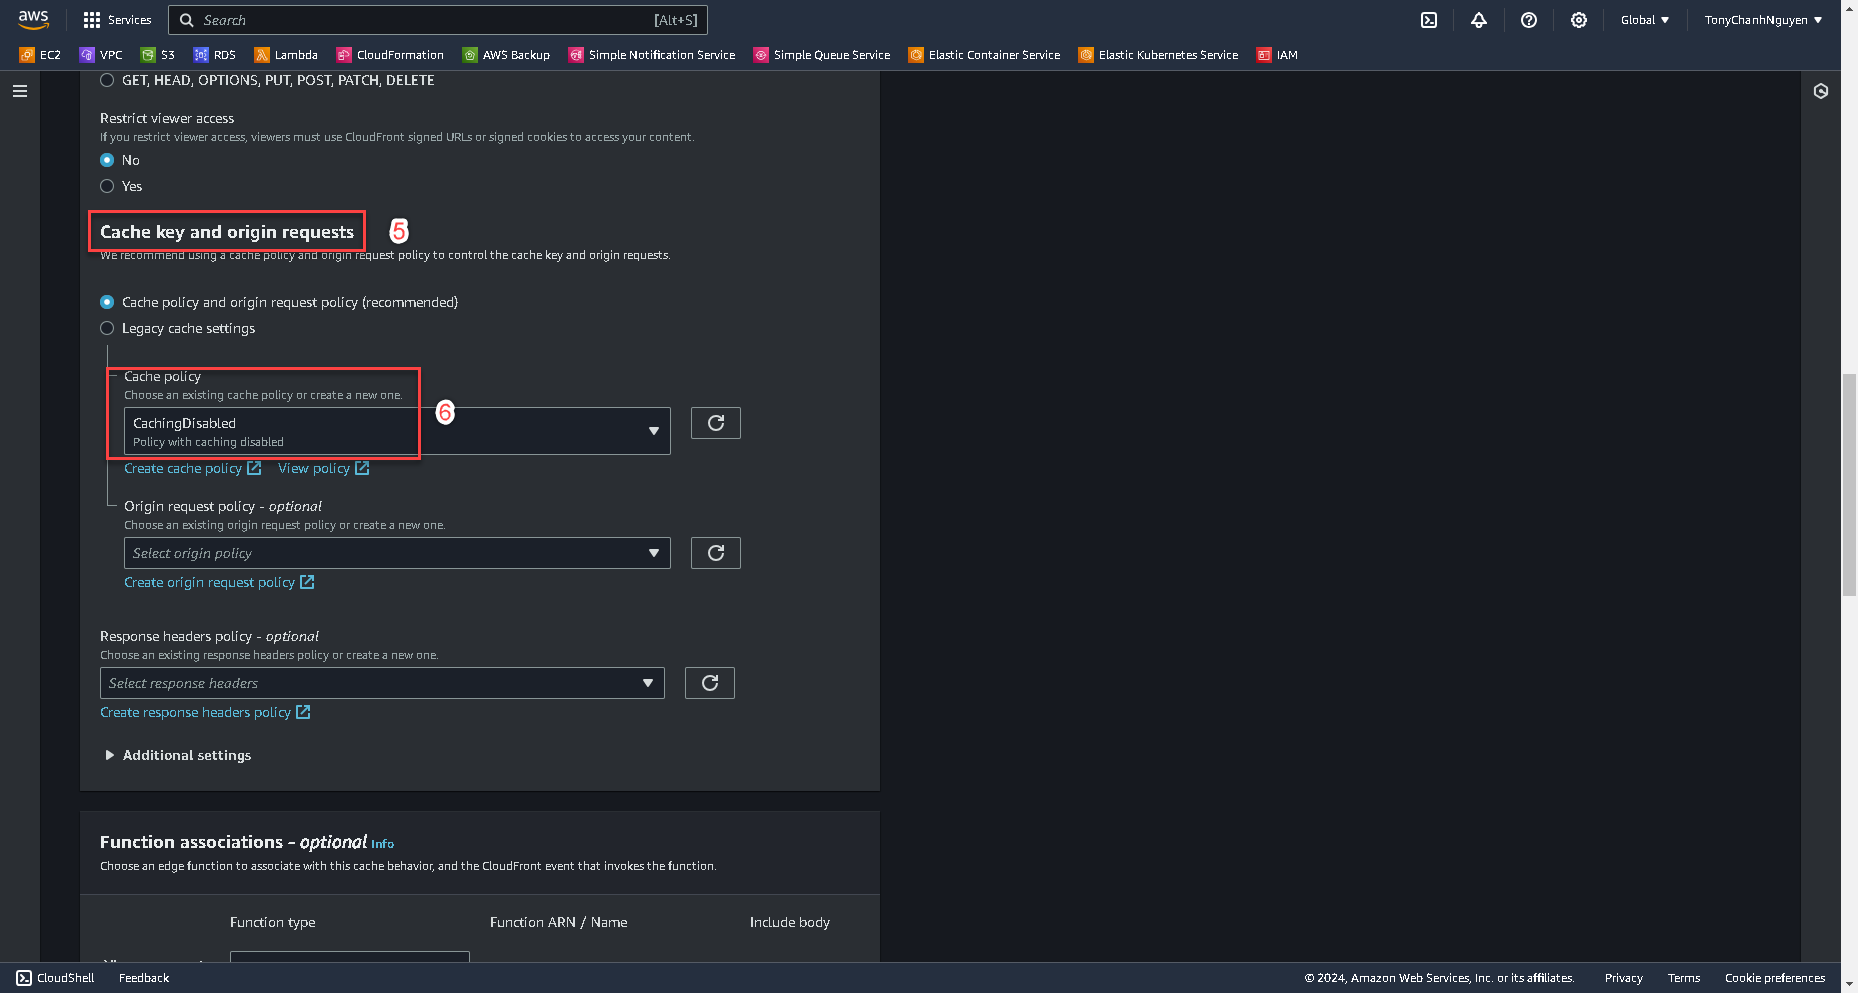 aws
Services
Search [Alt+S]
Global ▼
TonyChanhNguyen ▼
EC2 VPC S3 RDS Lambda CloudFormation AWS Backup Simple Notification Service Simple Queue Service Elastic Container Service Elastic Kubernetes Service IAM
GET, HEAD, OPTIONS, PUT, POST, PATCH, DELETE
Restrict viewer access
If you restrict viewer access, viewers must use CloudFront signed URLs or signed cookies to access your content.
No
Yes
Cache key and origin requests 5
We recommend using a cache policy and origin request policy to control the cache key and origin requests.
Cache policy and origin request policy (recommended)
Legacy cache settings
Cache policy
Choose an existing cache policy or create a new one.
6
CachingDisabled
Policy with caching disabled
Create cache policy View policy
Origin request policy - optional
Choose an existing origin request policy or create a new one.
Select origin policy
Create origin request policy
Response headers policy - optional
Choose an existing response headers policy or create a new one.
Select response headers
Create response headers policy
Additional settings
Function associations - optional Info
Choose an edge function to associate with this cache behavior, and the CloudFront event that invokes the function.
Function type Function ARN / Name Include body
CloudShell Feedback © 2024, Amazon Web Services, Inc. or its affiliates. Privacy Terms Cookie preferences